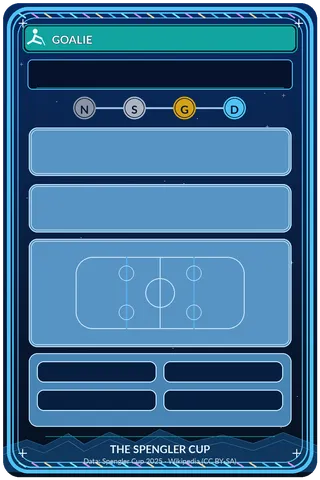 GOALIE
N S G D
THE SPENGLER CUP
Data: Spengler Cup 2025 - Wikipedia (CC BY-SA)